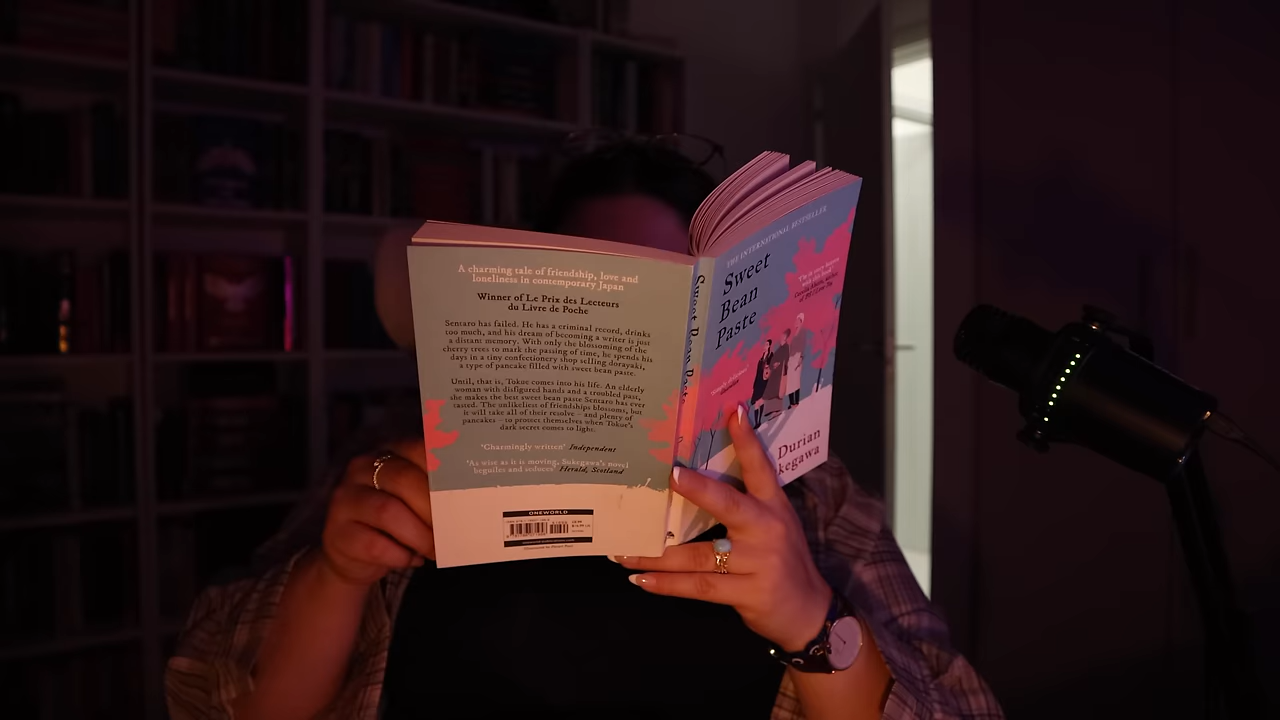 A charming tale of friendship, love and
loneliness in contemporary Japan
Winner of Le Prix des Lecteurs
du Livre de Poche
Sentaro has failed. He has a criminal record, drinks
too much, and his dream of becoming a writer is just
a distant memory. With only the blossoming of the
cherry trees to mark the passing of time, he spends his
days in a tiny confectionery shop selling dorayaki,
a type of pancake filled with sweet bean paste.
Until, that is, Tokue comes into his life. An elderly
woman with disfigured hands and a troubled past,
she makes the best sweet bean paste Sentaro has ever
tasted. The unlikeliest of friendships blossoms, but
it will take all of their resolve – and plenty of
pancakes – to protect themselves when Tokue's
dark secret comes to light.
'Charmingly written' Independent
'As wise as it is moving, Sukegawa's novel
beguiles and seduces' Herald, Scotland
ONEWORLD
Sweet Bean Past
THE INTERNATIONAL BESTSELLER
Sweet
Bean
Paste
Durian
kegawa